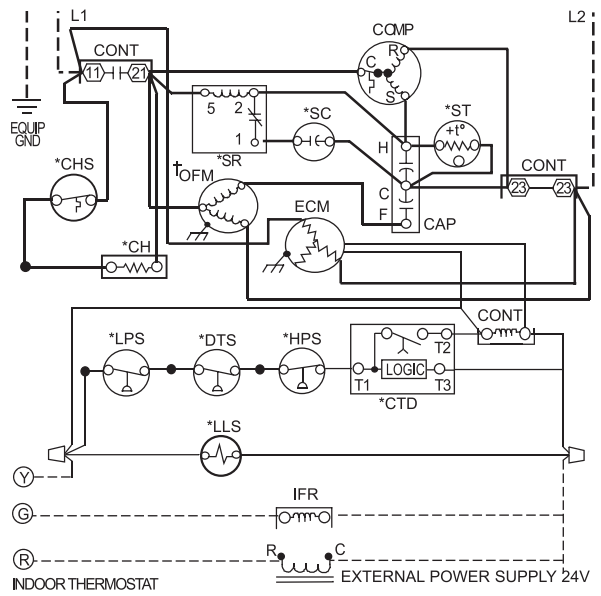 L1
L2
CONT
11
21
EQUIP
GND
COMP
R
C
S
5
2
1
*SR
*SC
*ST
+t°
H
C
F
CAP
CONT
23
23
*CHS
†OFM
ECM
*CH
CONT
*LPS
*DTS
*HPS
T2
LOGIC
T1
T3
*CTD
*LLS
Y
G
IFR
R
R
C
INDOOR THERMOSTAT
EXTERNAL POWER SUPPLY 24V